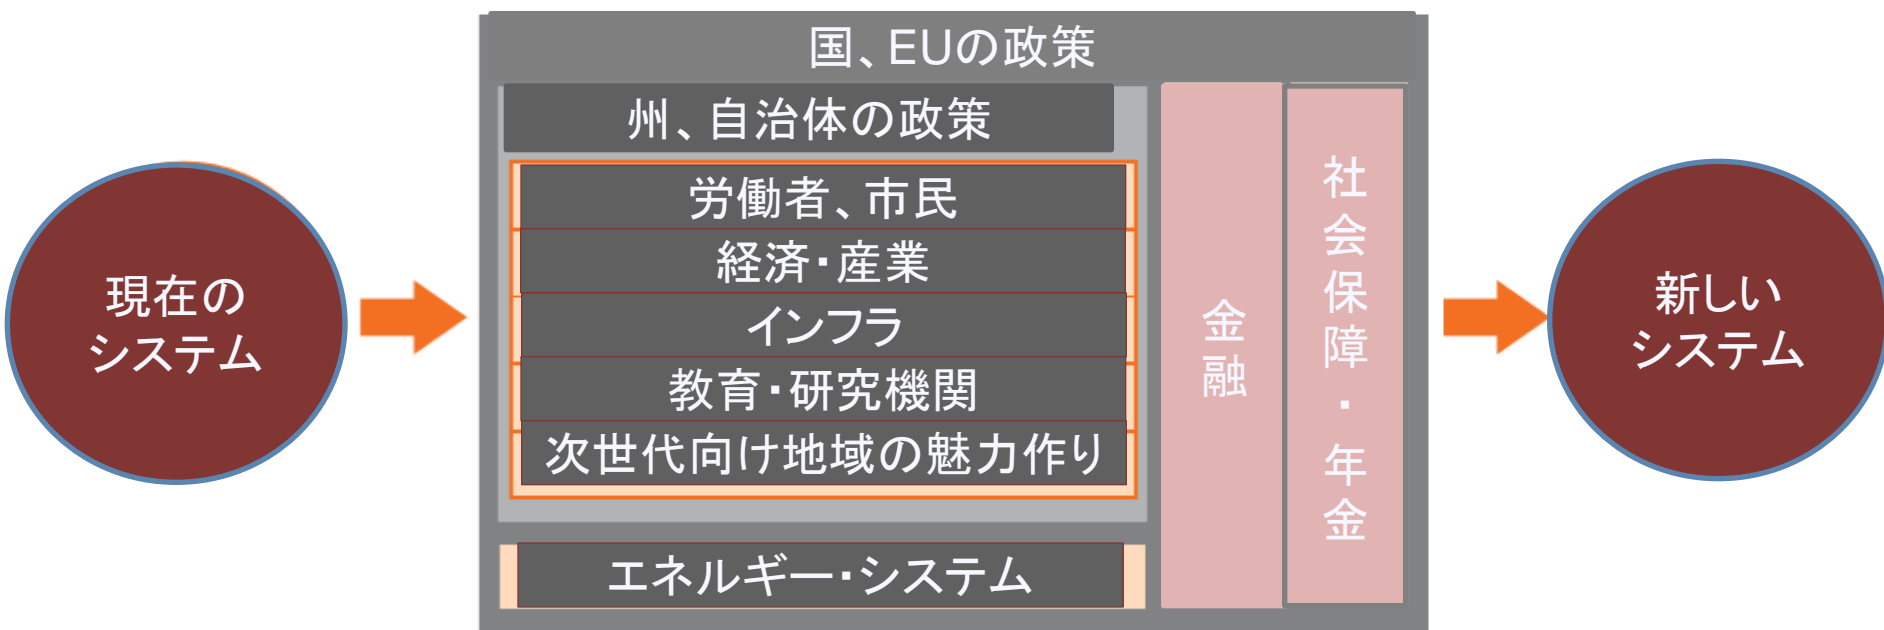 国、EUの政策
州、自治体の政策
労働者、市民
経済・産業
インフラ
教育・研究機関
次世代向け地域の魅力作り
エネルギー・システム
金融
社会保障・年金
現在の
システム
新しい
システム